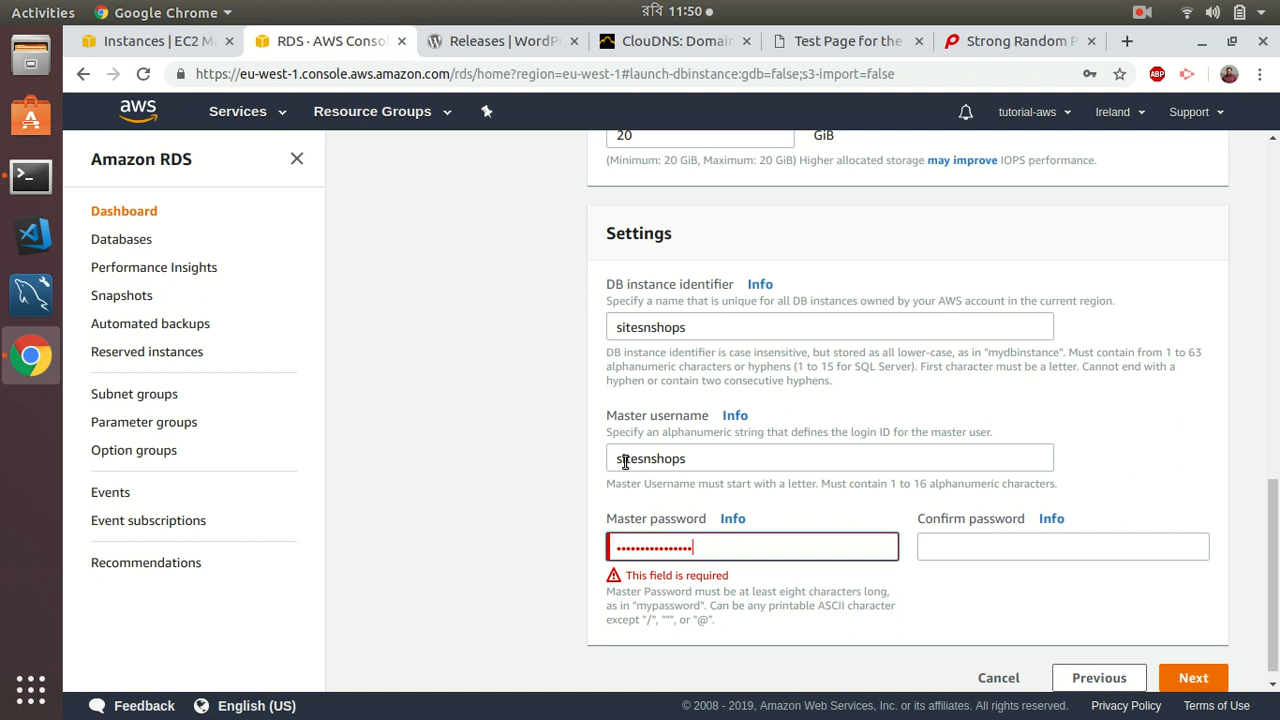 Activities
Google Chrome
রবি 11:50
Instances | EC2 M
RDS · AWS Conso
Releases | WordP
ClouDNS: Domai
Test Page for the
Strong Random P
https://eu-west-1.console.aws.amazon.com/rds/home?region=eu-west-1#launch-dbinstance:gdb=false;s3-import=false
ABP
aws
Services
Resource Groups
tutorial-aws
Ireland
Support
Amazon RDS
Dashboard
Databases
Performance Insights
Snapshots
Automated backups
Reserved instances
Subnet groups
Parameter groups
Option groups
Events
Event subscriptions
Recommendations
20 GiB
(Minimum: 20 GiB, Maximum: 20 GiB) Higher allocated storage may improve IOPS performance.
Settings
DB instance identifier Info
Specify a name that is unique for all DB instances owned by your AWS account in the current region.
sitesnshops
DB instance identifier is case insensitive, but stored as all lower-case, as in "mydbinstance". Must contain from 1 to 63
alphanumeric characters or hyphens (1 to 15 for SQL Server). First character must be a letter. Cannot end with a
hyphen or contain two consecutive hyphens.
Master username Info
Specify an alphanumeric string that defines the login ID for the master user.
sitesnshops
Master Username must start with a letter. Must contain 1 to 16 alphanumeric characters.
Master password Info
••••••••••••••••
This field is required
Master Password must be at least eight characters long,
as in "mypassword". Can be any printable ASCII character
except "/", """, or "@".
Confirm password Info
Cancel
Previous
Next
Feedback
English (US)
© 2008 - 2019, Amazon Web Services, Inc. or its affiliates. All rights reserved.
Privacy Policy
Terms of Use